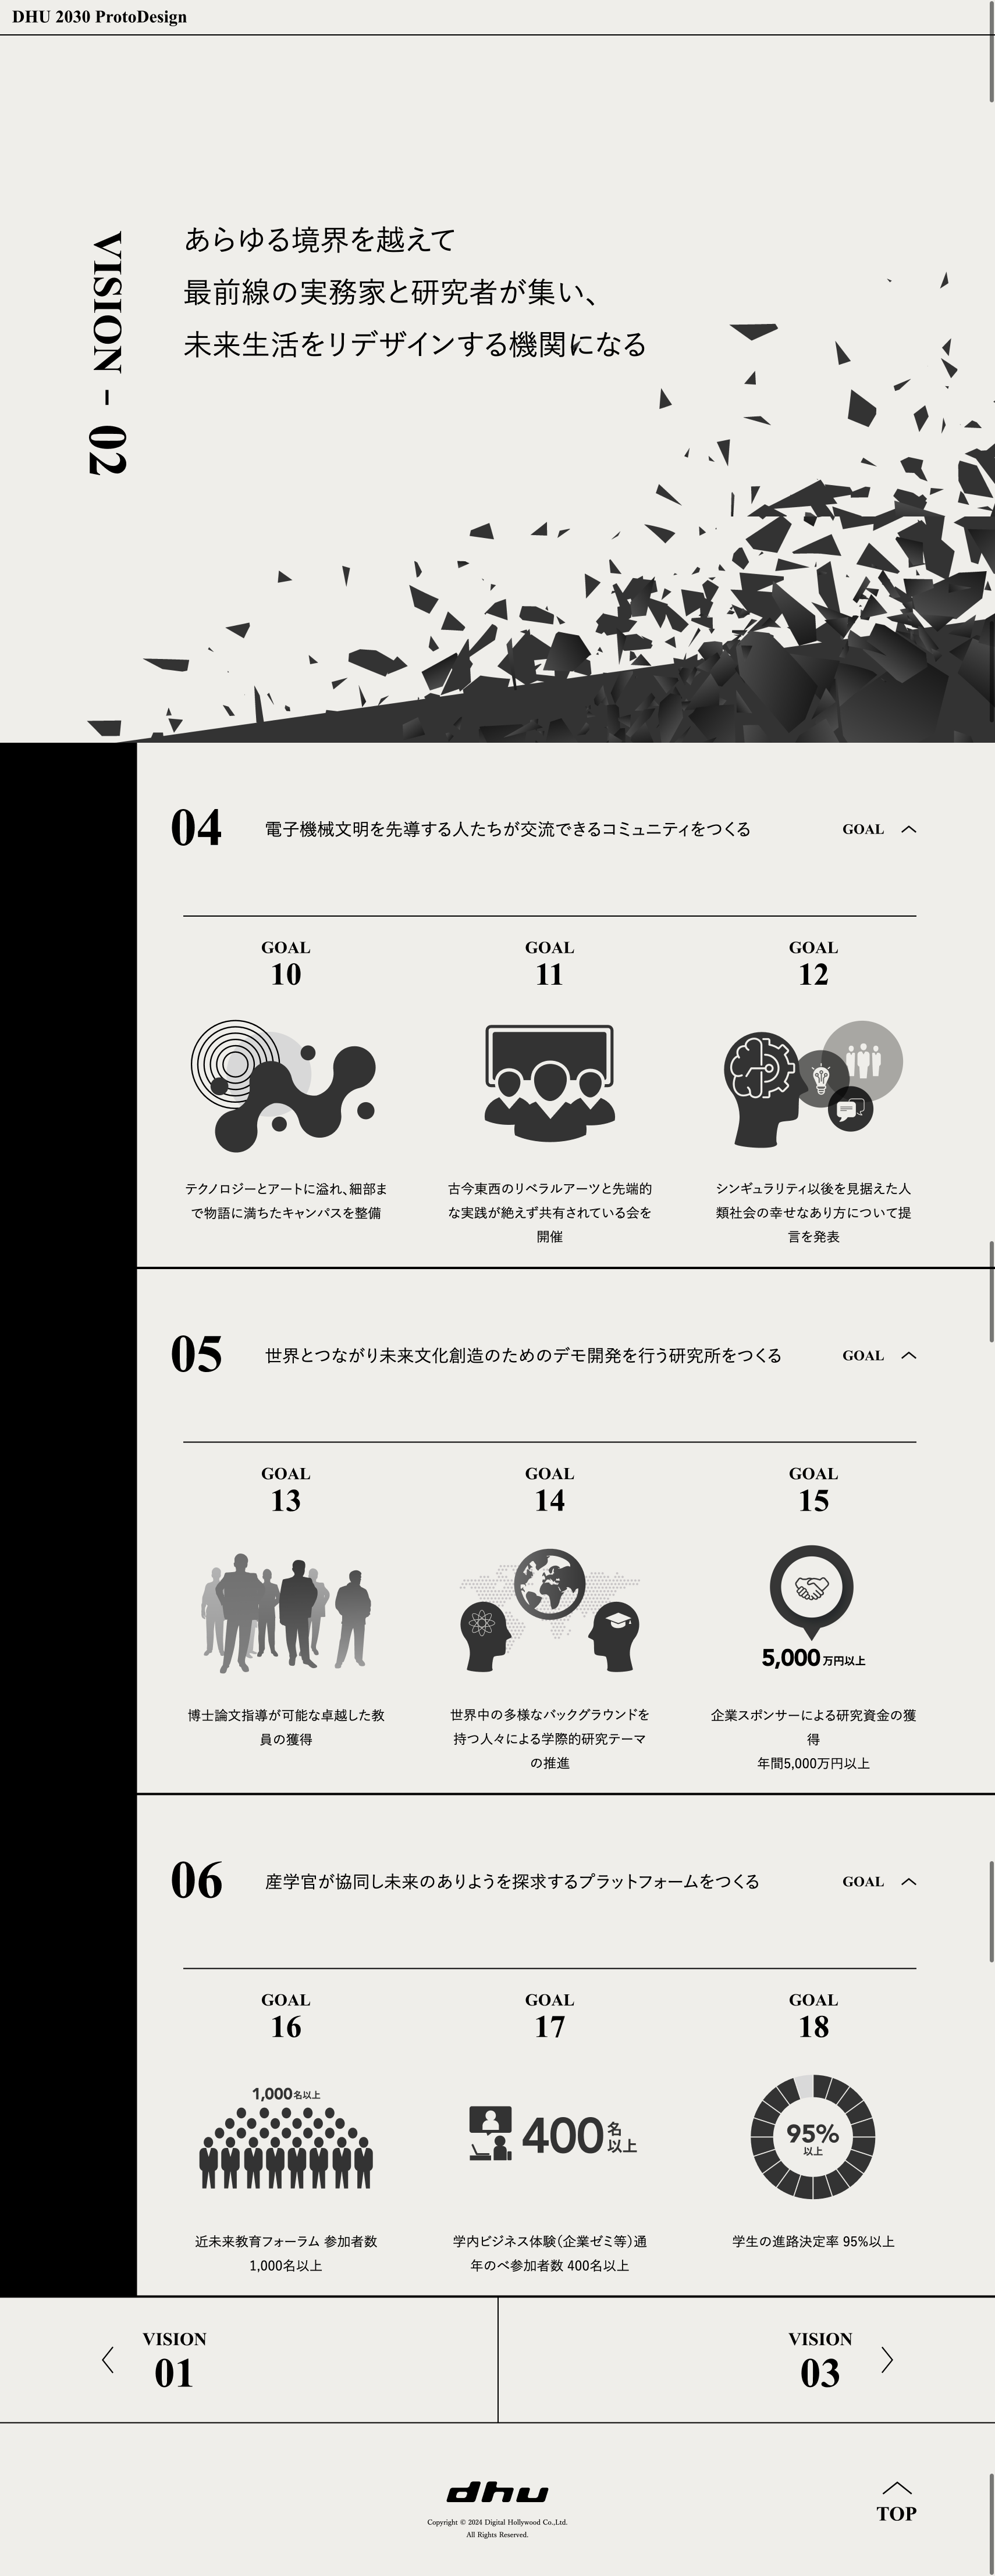 DHU 2030 ProtoDesign
VISION – 02
あらゆる境界を越えて
最前線の実務家と研究者が集い、
未来生活をリデザインする機関になる
04
電子機械文明を先導する人たちが交流できるコミュニティをつくる
GOAL
GOAL
10
テクノロジーとアートに溢れ、細部ま
で物語に満ちたキャンパスを整備
GOAL
11
古今東西のリベラルアーツと先端的
な実践が絶えず共有されている会を
開催
GOAL
12
シンギュラリティ以後を見据えた人
類社会の幸せなあり方について提
言を発表
05
世界とつながり未来文化創造のためのデモ開発を行う研究所をつくる
GOAL
GOAL
13
博士論文指導が可能な卓越した教
員の獲得
GOAL
14
世界中の多様なバックグラウンドを
持つ人々による学際的研究テーマ
の推進
GOAL
15
5,000万円以上
企業スポンサーによる研究資金の獲
得
年間5,000万円以上
06
産学官が協同し未来のありようを探求するプラットフォームをつくる
GOAL
GOAL
16
1,000名以上
近未来教育フォーラム 参加者数
1,000名以上
GOAL
17
400名以上
学内ビジネス体験（企業ゼミ等）通
年のべ参加者数 400名以上
GOAL
18
95%
以上
学生の進路決定率 95%以上
VISION
01
VISION
03
dhu
Copyright © 2024 Digital Hollywood Co.,Ltd.
All Rights Reserved.
TOP